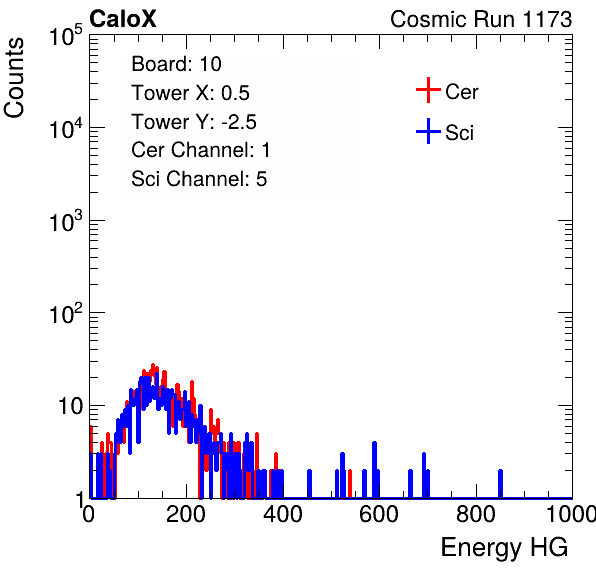 CaloX Cosmic Run 1173
Counts
Board: 10
Tower X: 0.5
Tower Y: -2.5
Cer Channel: 1
Sci Channel: 5
Cer
Sci
10^5
10^4
10^3
10^2
10
1
0 200 400 600 800 1000
Energy HG